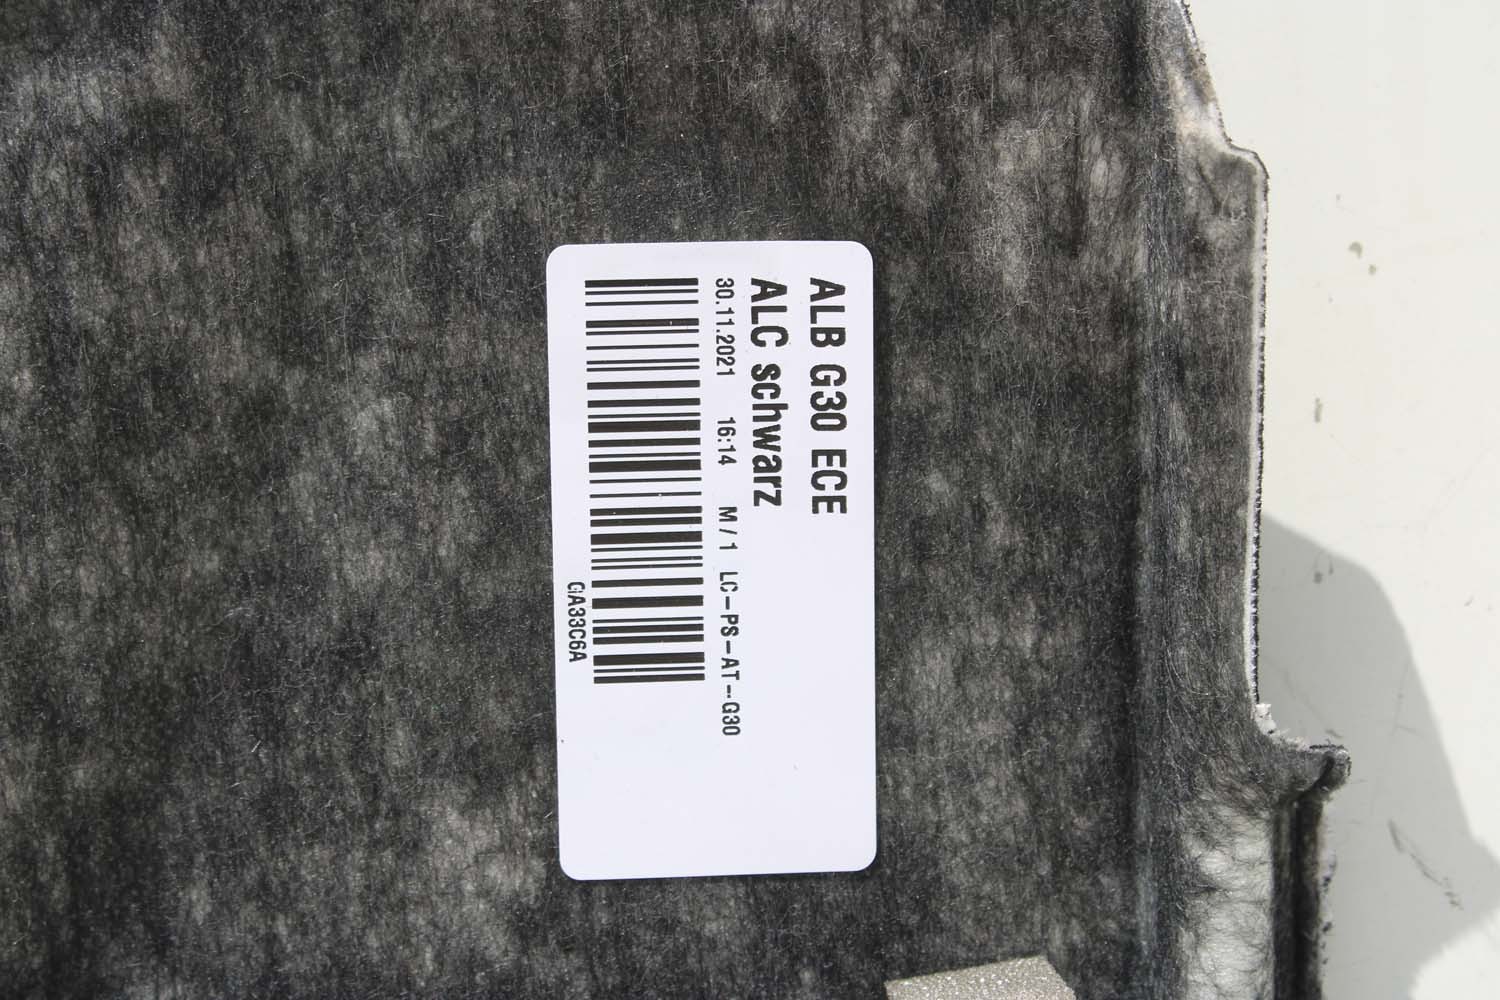 ALB G30 ECE
ALC schwarz
30.11.2021 16:14 M/1 LC-PS-AT--G30
GA33C6A